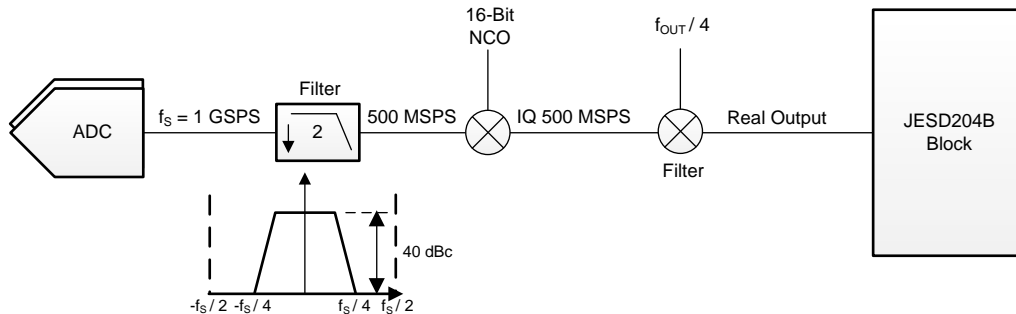 16-Bit
NCO
f_OUT / 4
Filter
ADC
f_S = 1 GSPS
2
500 MSPS
IQ 500 MSPS
Real Output
JESD204B
Block
Filter
40 dBc
-f_S / 2
-f_S / 4
f_S / 4
f_S / 2